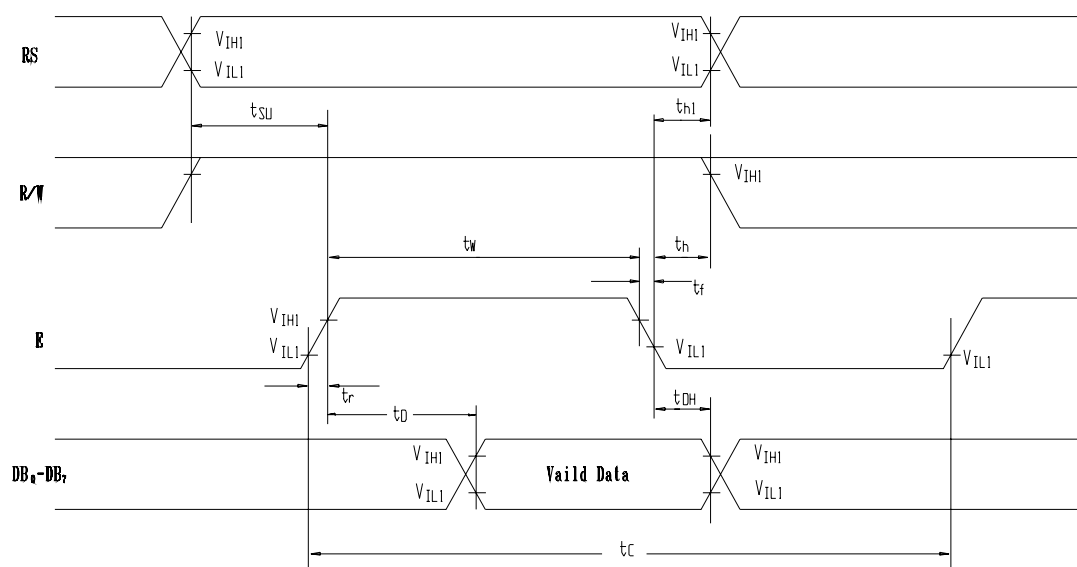 RS
VIH1
VIL1
VIH1
VIL1
tSU
th1
R/W
VIH1
tW
th
tf
E
VIH1
VIL1
VIL1
VIL1
tr
tD
tDH
DB0-DB7
VIH1
VIL1
Vaild Data
VIH1
VIL1
tC